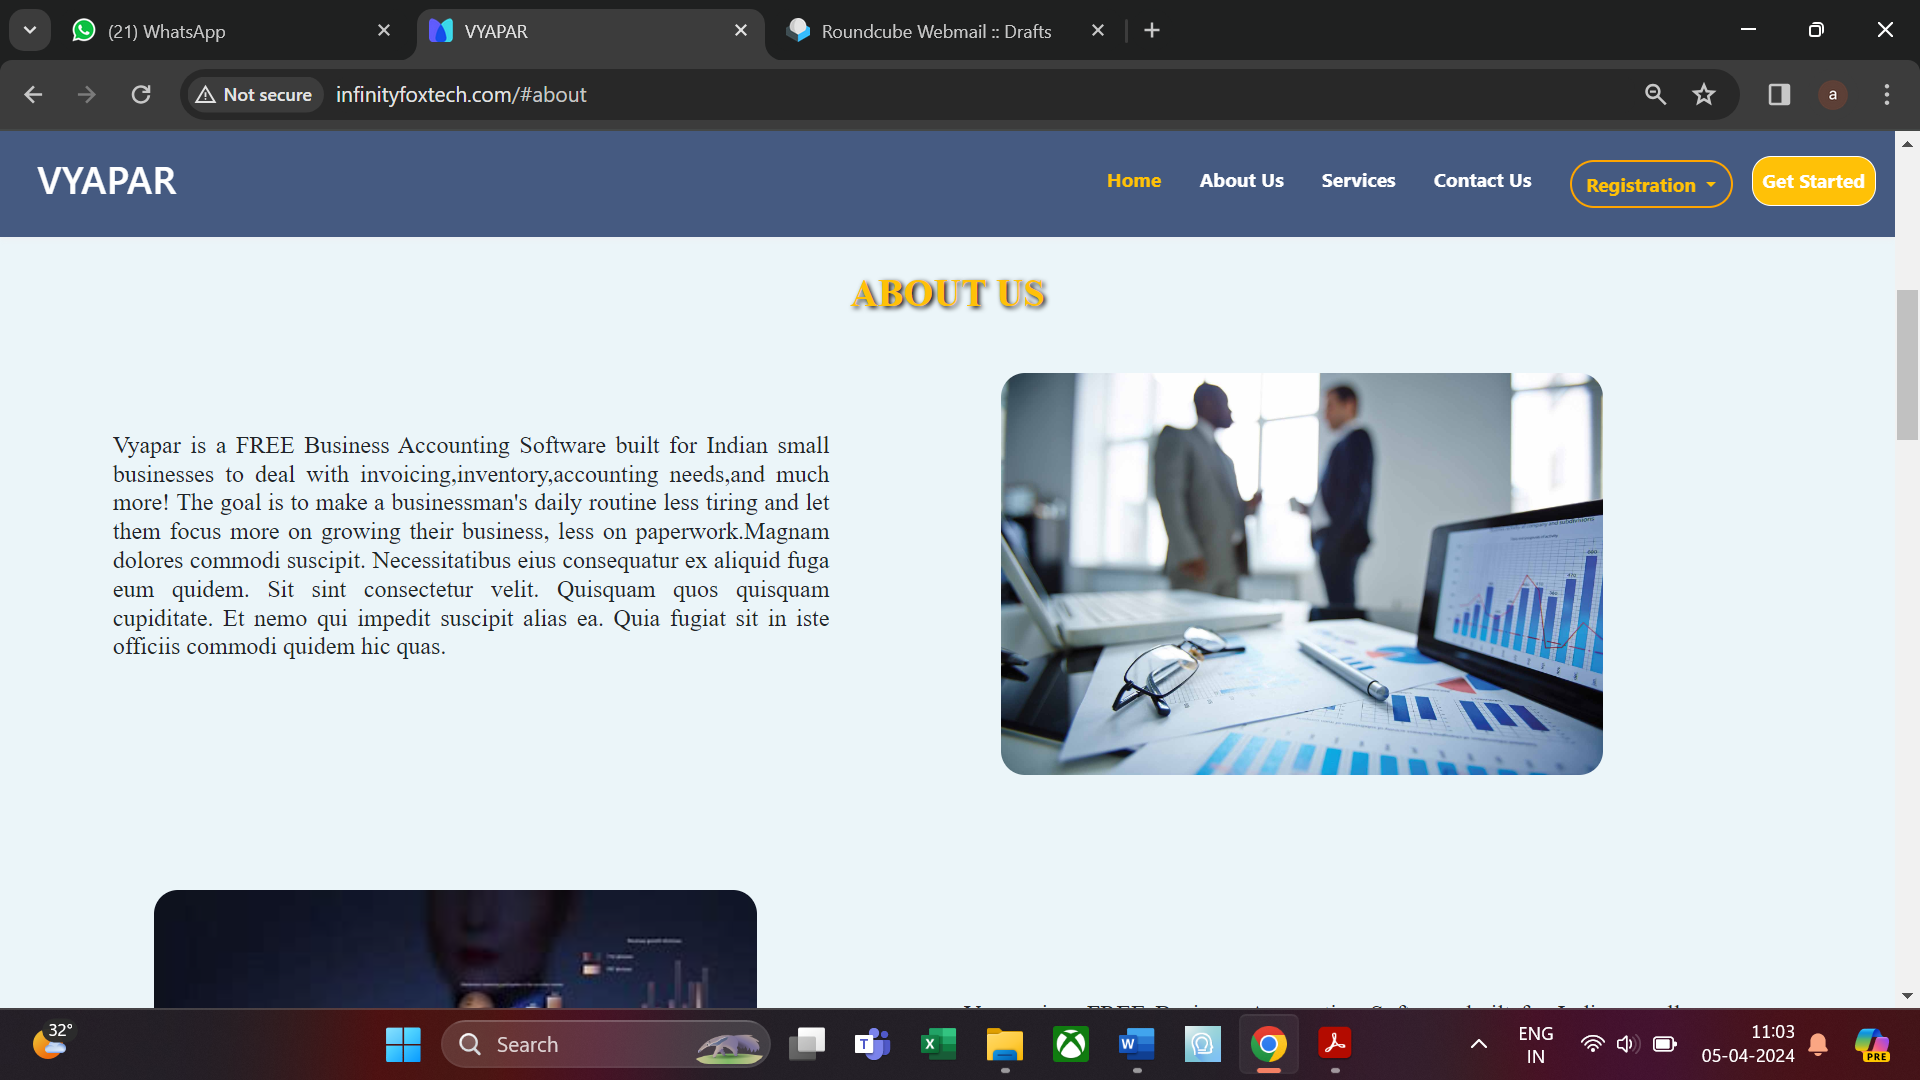 (21) WhatsApp
VYAPAR
Roundcube Webmail :: Drafts
Not secure
infinityfoxtech.com/#about
VYAPAR
Home
About Us
Services
Contact Us
Registration
Get Started
ABOUT US
Vyapar is a FREE Business Accounting Software built for Indian small
businesses to deal with invoicing,inventory,accounting needs,and much
more! The goal is to make a businessman's daily routine less tiring and let
them focus more on growing their business, less on paperwork.Magnam
dolores commodi suscipit. Necessitatibus eius consequatur ex aliquid fuga
eum quidem. Sit sint consectetur velit. Quisquam quos quisquam
cupiditate. Et nemo qui impedit suscipit alias ea. Quia fugiat sit in iste
officiis commodi quidem hic quas.
32°
Search
ENG
IN
11:03
05-04-2024
PRE